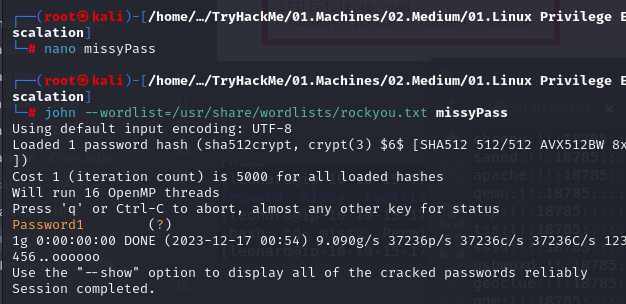 ┌──(root㉿kali)-[/home/…/TryHackMe/01.Machines/02.Medium/01.Linux Privilege E
scalation]
└─# nano missyPass
┌──(root㉿kali)-[/home/…/TryHackMe/01.Machines/02.Medium/01.Linux Privilege E
scalation]
└─# john --wordlist=/usr/share/wordlists/rockyou.txt missyPass
Using default input encoding: UTF-8
Loaded 1 password hash (sha512crypt, crypt(3) $6$ [SHA512 512/512 AVX512BW 8x
])
Cost 1 (iteration count) is 5000 for all loaded hashes
Will run 16 OpenMP threads
Press 'q' or Ctrl-C to abort, almost any other key for status
Password1        (?)
1g 0:00:00:00 DONE (2023-12-17 00:54) 9.090g/s 37236p/s 37236c/s 37236C/s 123
456..oooooo
Use the "--show" option to display all of the cracked passwords reliably
Session completed.